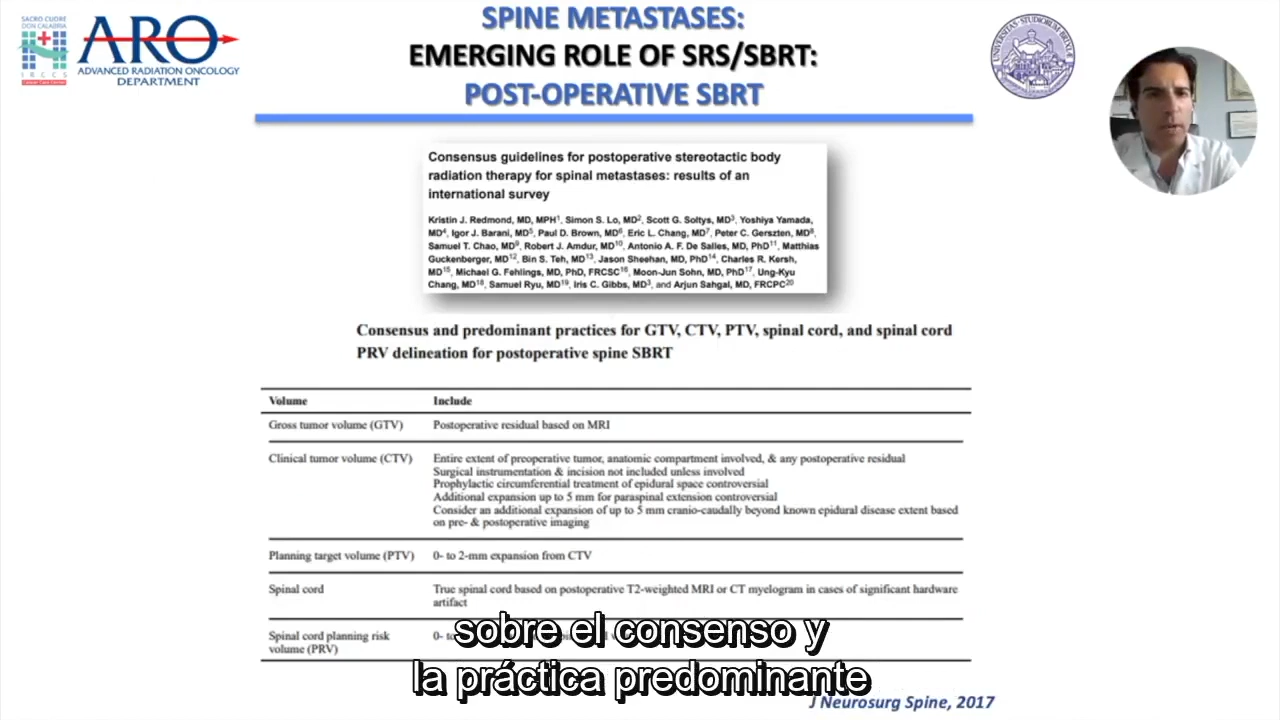 SACRO CUORE
DON CALABRIA
IRCCS
ARO
ADVANCED RADIATION ONCOLOGY
DEPARTMENT
SPINE METASTASES:
EMERGING ROLE OF SRS/SBRT:
POST-OPERATIVE SBRT
Consensus guidelines for postoperative stereotactic body
radiation therapy for spinal metastases: results of an
international survey
Kristin J. Redmond, MD, MPH1, Simon S. Lo, MD2, Scott G. Soltys, MD3, Yoshiya Yamada,
MD4, Igor J. Barani, MD5, Paul D. Brown, MD6, Eric L. Chang, MD7, Peter C. Gerszten, MD8,
Samuel T. Chao, MD9, Robert J. Amdur, MD10, Antonio A. F. De Salles, MD, PhD11, Matthias
Guckenberger, MD12, Bin S. Teh, MD13, Jason Sheehan, MD, PhD14, Charles R. Kersh,
MD15, Michael G. Fehlings, MD, PhD, FRCSC16, Moon-Jun Sohn, MD, PhD17, Ung-Kyu
Chang, MD18, Samuel Ryu, MD19, Iris C. Gibbs, MD3, and Arjun Sahgal, MD, FRCPC20
Consensus and predominant practices for GTV, CTV, PTV, spinal cord, and spinal cord
PRV delineation for postoperative spine SBRT
Volume Include
Gross tumor volume (GTV) Postoperative residual based on MRI
Clinical tumor volume (CTV) Entire extent of preoperative tumor, anatomic compartment involved, & any postoperative residual
Surgical instrumentation & incision not included unless involved
Prophylactic circumferential treatment of epidural space controversial
Additional expansion up to 5 mm for paraspinal extension controversial
Consider an additional expansion of up to 5 mm cranio-caudally beyond known epidural disease extent based
on pre- & postoperative imaging
Planning target volume (PTV) 0- to 2-mm expansion from CTV
Spinal cord True spinal cord based on postoperative T2-weighted MRI or CT myelogram in cases of significant hardware
artifact
Spinal cord planning risk
volume (PRV)
0- to
sobre el consenso y
la práctica predominante
J Neurosurg Spine, 2017